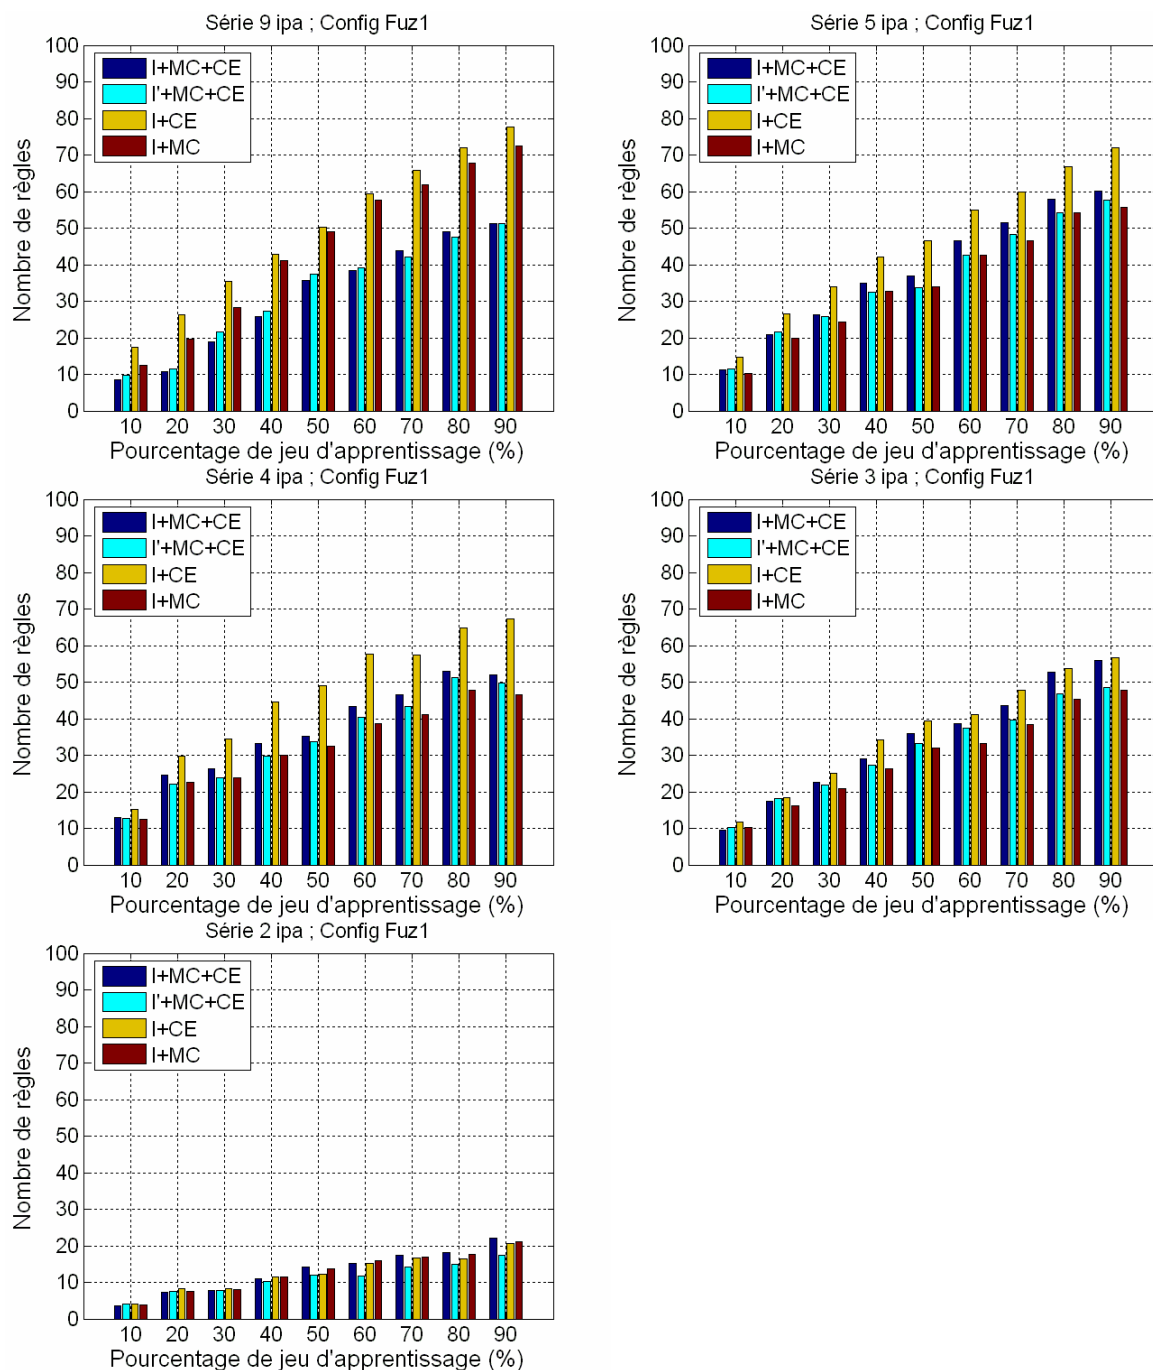 Série 9 ipa ; Config Fuz1
100
90
80
70
60
50
40
30
20
10
0
Nombre de règles
I+MC+CE
I'+MC+CE
I+CE
I+MC
10 20 30 40 50 60 70 80 90
Pourcentage de jeu d'apprentissage (%)
Série 5 ipa ; Config Fuz1
100
90
80
70
60
50
40
30
20
10
0
Nombre de règles
I+MC+CE
I'+MC+CE
I+CE
I+MC
10 20 30 40 50 60 70 80 90
Pourcentage de jeu d'apprentissage (%)
Série 4 ipa ; Config Fuz1
100
90
80
70
60
50
40
30
20
10
0
Nombre de règles
I+MC+CE
I'+MC+CE
I+CE
I+MC
10 20 30 40 50 60 70 80 90
Pourcentage de jeu d'apprentissage (%)
Série 3 ipa ; Config Fuz1
100
90
80
70
60
50
40
30
20
10
0
Nombre de règles
I+MC+CE
I'+MC+CE
I+CE
I+MC
10 20 30 40 50 60 70 80 90
Pourcentage de jeu d'apprentissage (%)
Série 2 ipa ; Config Fuz1
100
90
80
70
60
50
40
30
20
10
0
Nombre de règles
I+MC+CE
I'+MC+CE
I+CE
I+MC
10 20 30 40 50 60 70 80 90
Pourcentage de jeu d'apprentissage (%)